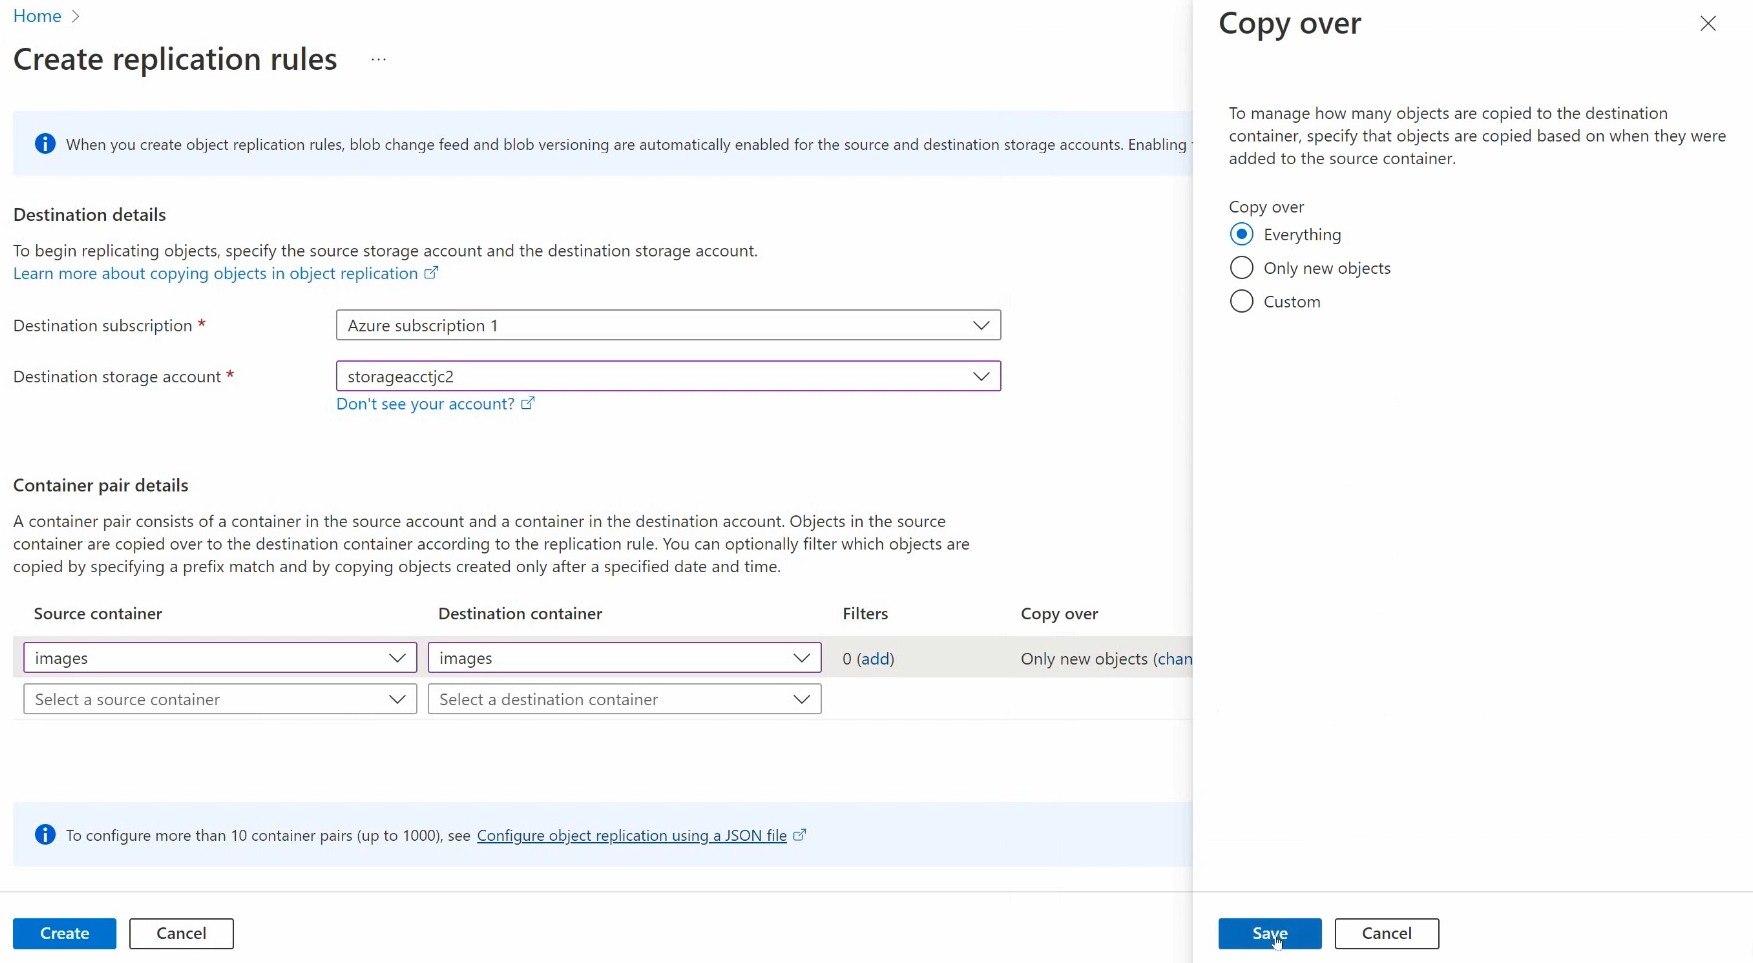 Home
Create replication rules ...
When you create object replication rules, blob change feed and blob versioning are automatically enabled for the source and destination storage accounts. Enabling
Destination details
To begin replicating objects, specify the source storage account and the destination storage account.
Learn more about copying objects in object replication
Destination subscription *
Azure subscription 1
Destination storage account *
storageacctjc2
Don't see your account?
Container pair details
A container pair consists of a container in the source account and a container in the destination account. Objects in the source
container are copied over to the destination container according to the replication rule. You can optionally filter which objects are
copied by specifying a prefix match and by copying objects created only after a specified date and time.
Source container Destination container Filters Copy over
images images 0 (add) Only new objects (chan
Select a source container Select a destination container
To configure more than 10 container pairs (up to 1000), see Configure object replication using a JSON file
Create Cancel
Copy over
To manage how many objects are copied to the destination
container, specify that objects are copied based on when they were
added to the source container.
Copy over
Everything
Only new objects
Custom
Save Cancel